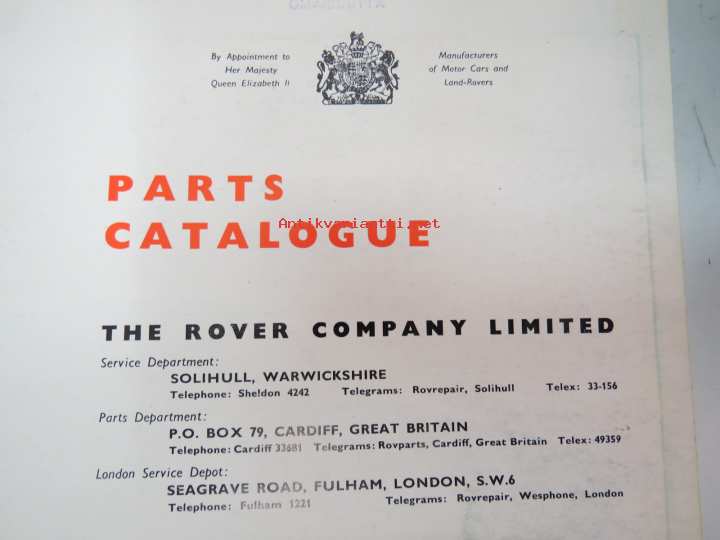 By Appointment to
Her Majesty
Queen Elizabeth II
Manufacturers
of Motor Cars and
Land-Rovers
PARTS
Antikvariaatti.net
CATALOGUE
THE ROVER COMPANY LIMITED
Service Department:
SOLIHULL, WARWICKSHIRE
Telephone: Sheldon 4242 Telegrams: Rovrepair, Solihull Telex: 33-156
Parts Department:
P.O. BOX 79, CARDIFF, GREAT BRITAIN
Telephone: Cardiff 33681 Telegrams: Rovparts, Cardiff, Great Britain Telex: 49359
London Service Depot:
SEAGRAVE ROAD, FULHAM, LONDON, S.W.6
Telephone: Fulham 1221 Telegrams: Rovrepair, Wesphone, London